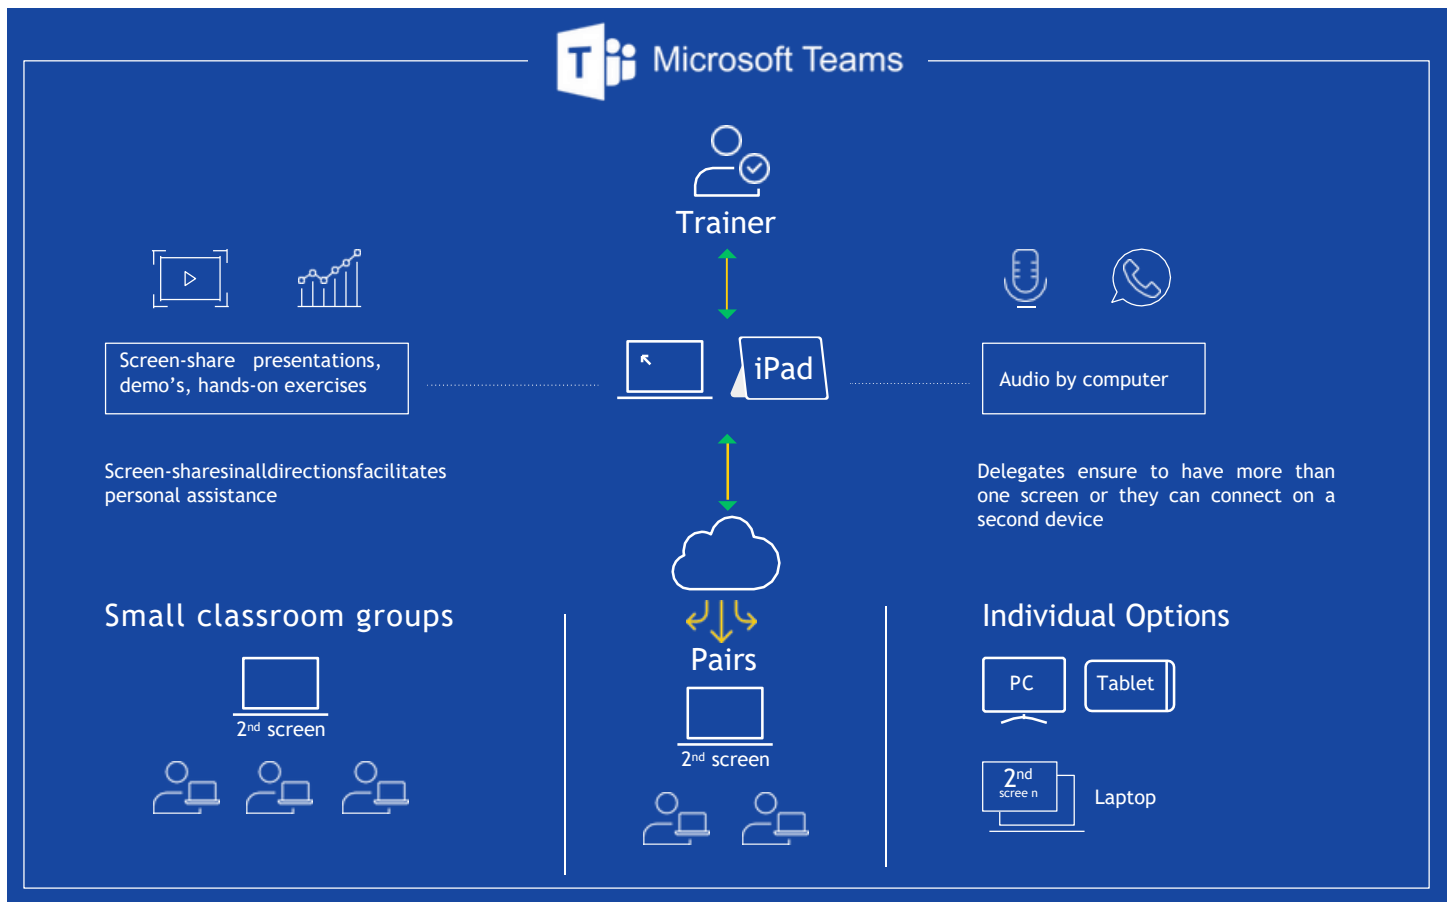 Microsoft Teams
Trainer
Screen-share presentations,
demo's, hands-on exercises
iPad
Audio by computer
Screen-sharesinalldirectionsfacilitates
personal assistance
Delegates ensure to have more than
one screen or they can connect on a
second device
Small classroom groups
2nd screen
Pairs
2nd screen
Individual Options
PC
Tablet
2nd
scree n
Laptop